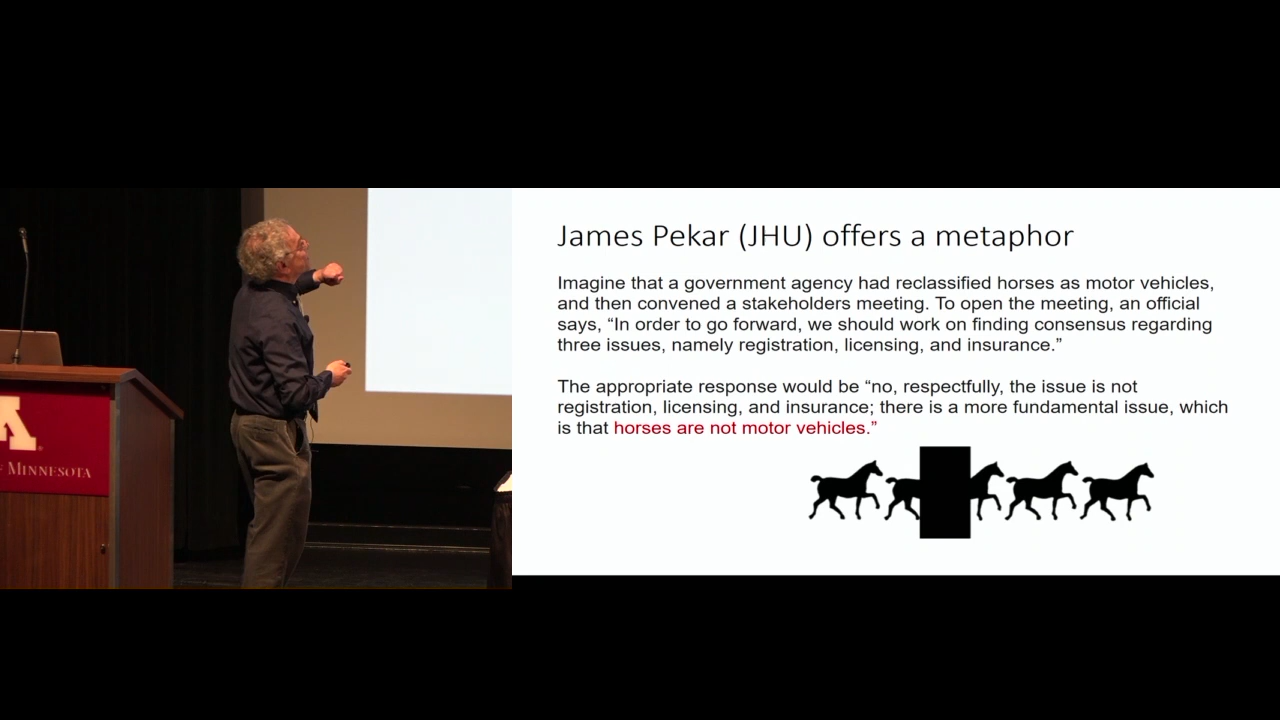 James Pekar (JHU) offers a metaphor
Imagine that a government agency had reclassified horses as motor vehicles,
and then convened a stakeholders meeting. To open the meeting, an official
says, “In order to go forward, we should work on finding consensus regarding
three issues, namely registration, licensing, and insurance.”
The appropriate response would be “no, respectfully, the issue is not
registration, licensing, and insurance; there is a more fundamental issue, which
is that horses are not motor vehicles.”
MINNESOTA